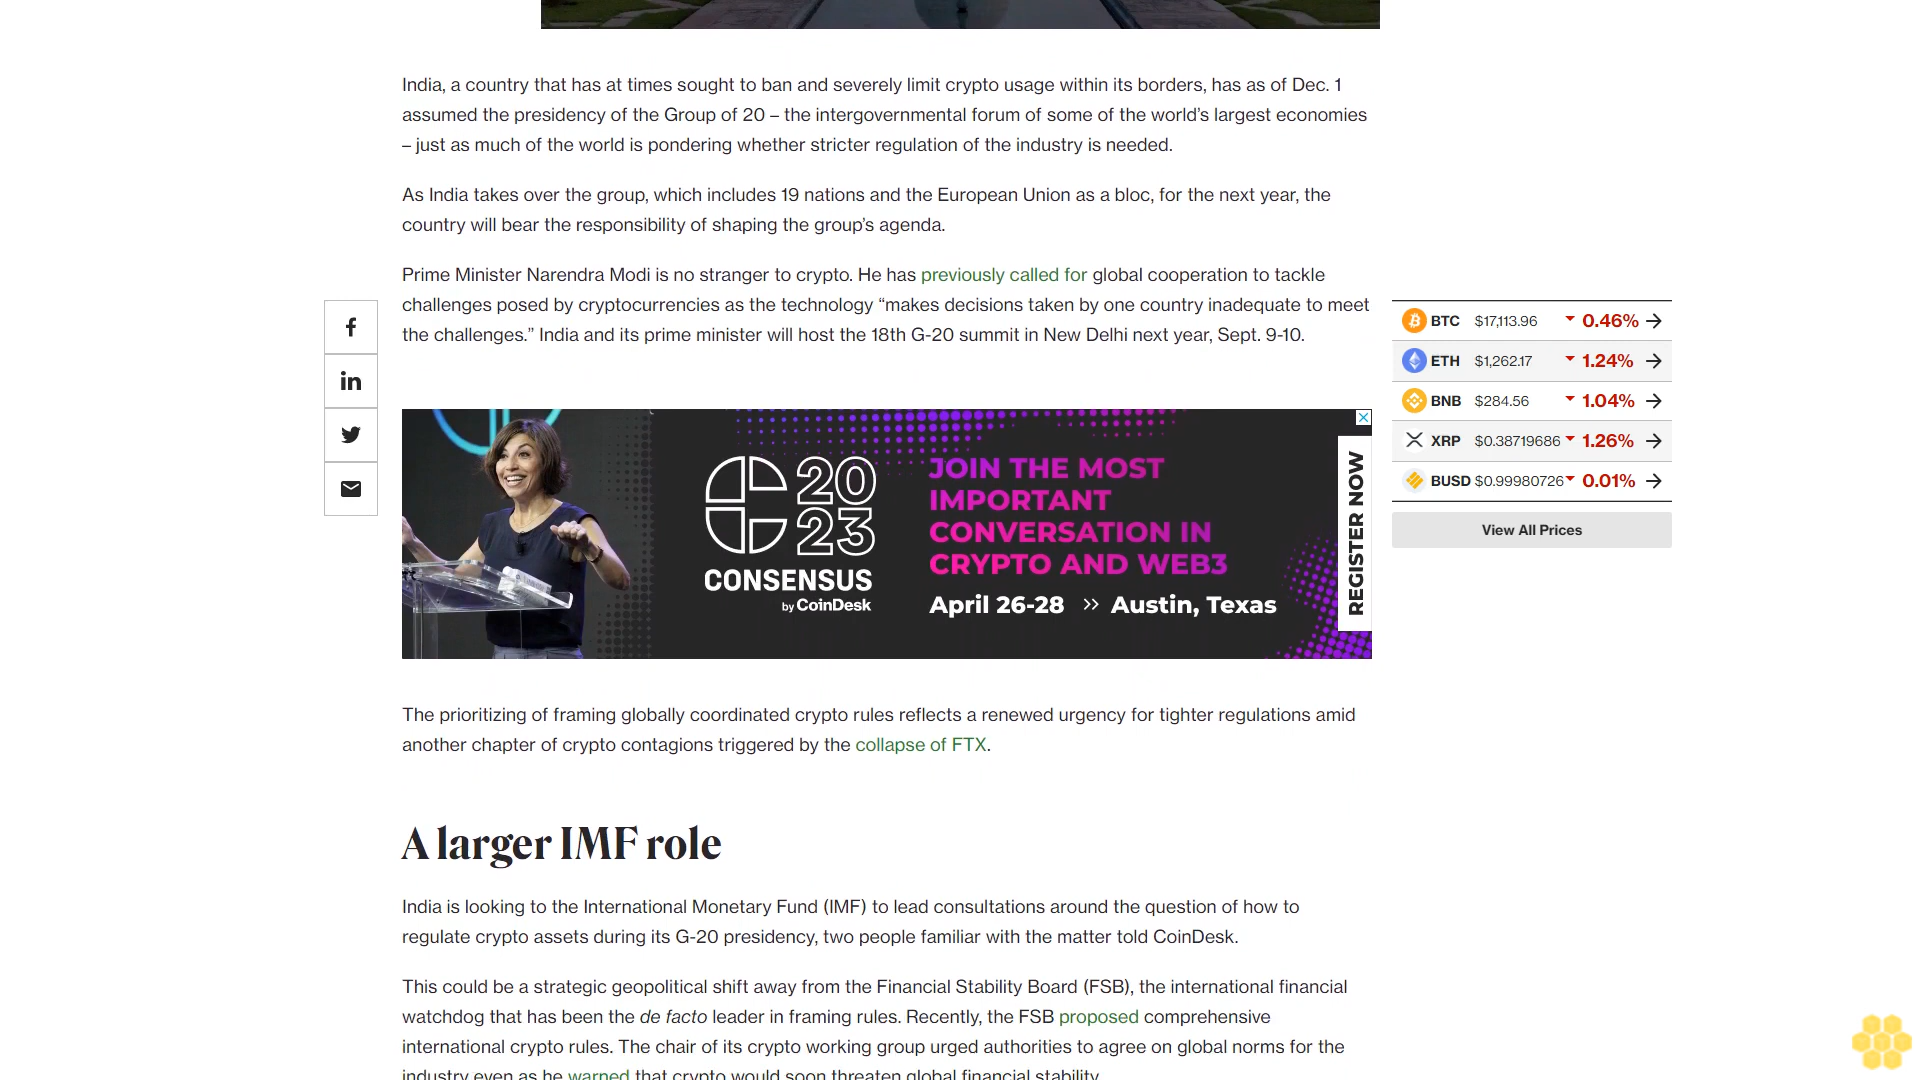 India, a country that has at times sought to ban and severely limit crypto usage within its borders, has as of Dec. 1
assumed the presidency of the Group of 20 – the intergovernmental forum of some of the world’s largest economies
– just as much of the world is pondering whether stricter regulation of the industry is needed.
As India takes over the group, which includes 19 nations and the European Union as a bloc, for the next year, the
country will bear the responsibility of shaping the group’s agenda.
Prime Minister Narendra Modi is no stranger to crypto. He has previously called for global cooperation to tackle
challenges posed by cryptocurrencies as the technology “makes decisions taken by one country inadequate to meet
the challenges.” India and its prime minister will host the 18th G-20 summit in New Delhi next year, Sept. 9-10.
BTC $17,113.96 0.46%
ETH $1,262.17 1.24%
BNB $284.56 1.04%
XRP $0.38719686 1.26%
BUSD $0.99980726 0.01%
View All Prices
20
23
CONSENSUS
by CoinDesk
JOIN THE MOST
IMPORTANT
CONVERSATION IN
CRYPTO AND WEB3
April 26-28 » Austin, Texas
REGISTER NOW
The prioritizing of framing globally coordinated crypto rules reflects a renewed urgency for tighter regulations amid
another chapter of crypto contagions triggered by the collapse of FTX.
A larger IMF role
India is looking to the International Monetary Fund (IMF) to lead consultations around the question of how to
regulate crypto assets during its G-20 presidency, two people familiar with the matter told CoinDesk.
This could be a strategic geopolitical shift away from the Financial Stability Board (FSB), the international financial
watchdog that has been the de facto leader in framing rules. Recently, the FSB proposed comprehensive
international crypto rules. The chair of its crypto working group urged authorities to agree on global norms for the
industry even as he warned that crypto would soon threaten global financial stability.